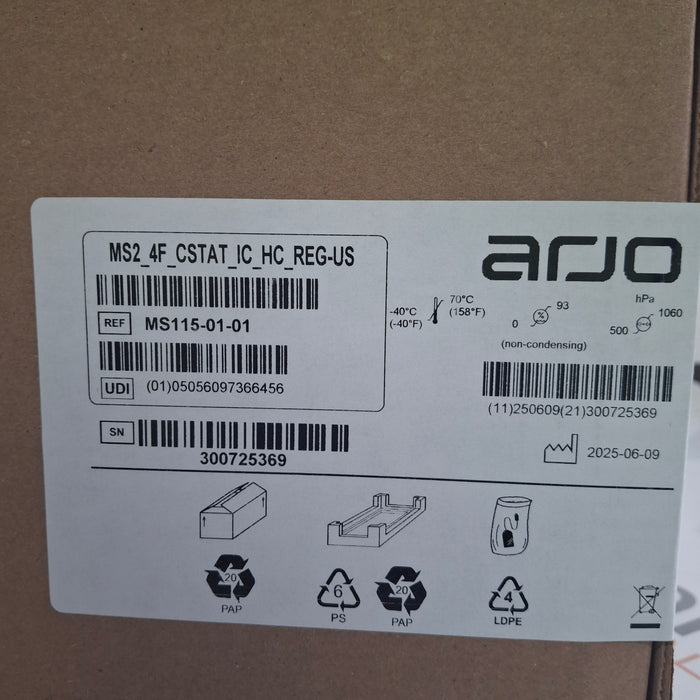 MS2_4F_CSTAT_IC_HC_REG-US
REF MS115-01-01
UDI (01)05056097366456
SN
300725369
arjo
-40°C
(-40°F)
70°C
(158°F)
0 % 93
(non-condensing)
hPa
500 1060
(11)250609(21)300725369
2025-06-09
20
PAP
6
PS
20
PAP
4
LDPE